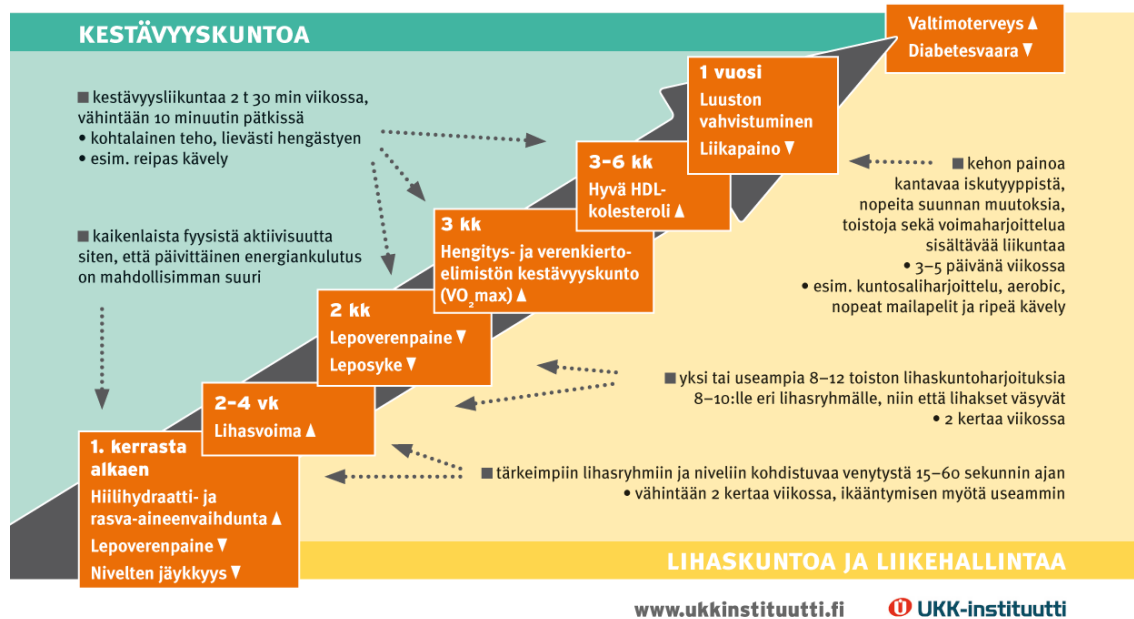 KESTÄVYYSKUNTOA
Valtimoterveys ▲
Diabetesvaara ▼
■ kestävyysliikuntaa 2 t 30 min viikossa,
vähintään 10 minuutin pätkissä
• kohtalainen teho, lievästi hengästyen
• esim. reipas kävely
1 vuosi
Luuston
vahvistuminen
Liikapaino ▼
3–6 kk
Hyvä HDL-
kolesteroli ▲
■ kehon painoa
kantavaa iskutyyppistä,
nopeita suunnan muutoksia,
toistoja sekä voimaharjoittelua
sisältävää liikuntaa
• 3–5 päivänä viikossa
• esim. kuntosaliharjoittelu, aerobic,
nopeat mailapelit ja ripeä kävely
■ kaikenlaista fyysistä aktiivisuutta
siten, että päivittäinen energiankulutus
on mahdollisimman suuri
3 kk
Hengitys- ja verenkierto-
elimistön kestävyyskunto
(VO₂max) ▲
2 kk
Lepoverenpaine ▼
Leposyke ▼
■ yksi tai useampia 8–12 toiston lihaskuntoharjoituksia
8–10:lle eri lihasryhmälle, niin että lihakset väsyvät
• 2 kertaa viikossa
2–4 vk
Lihasvoima ▲
1. kerrasta
alkaen
Hiilihydraatti- ja
rasva-aineenvaihdunta ▲
Lepoverenpaine ▼
Nivelten jäykkyys ▼
■ tärkeimpiin lihasryhmiin ja niveliin kohdistuvaa venytystä 15–60 sekunnin ajan
• vähintään 2 kertaa viikossa, ikääntymisen myötä useammin
LIHASKUNTOA JA LIIKEHALLINTAA
www.ukkinstituutti.fi
UKK-instituutti